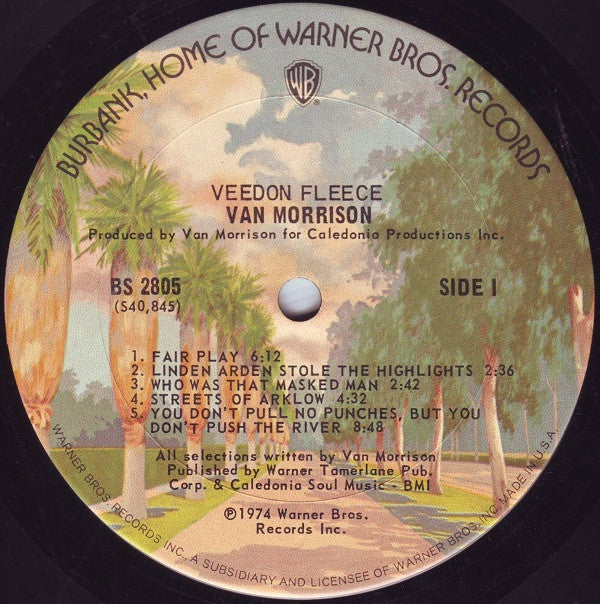 BURBANK, HOME OF WARNER BROS. RECORDS
WB
®
VEEDON FLEECE
VAN MORRISON
Produced by Van Morrison for Caledonia Productions Inc.
BS 2805
SIDE I
(S40,845)
1. FAIR PLAY 6:12
2. LINDEN ARDEN STOLE THE HIGHLIGHTS 2:36
3. WHO WAS THAT MASKED MAN 2:42
4. STREETS OF ARKLOW 4:32
5. YOU DON'T PULL NO PUNCHES, BUT YOU
DON'T PUSH THE RIVER 8:48
All selections written by Van Morrison
Published by Warner Tamerlane Pub.
Corp. & Caledonia Soul Music - BMI
℗1974 Warner Bros.
Records Inc.
WARNER BROS. RECORDS INC., A SUBSIDIARY AND LICENSEE OF WARNER BROS. INC. MADE IN U.S.A.